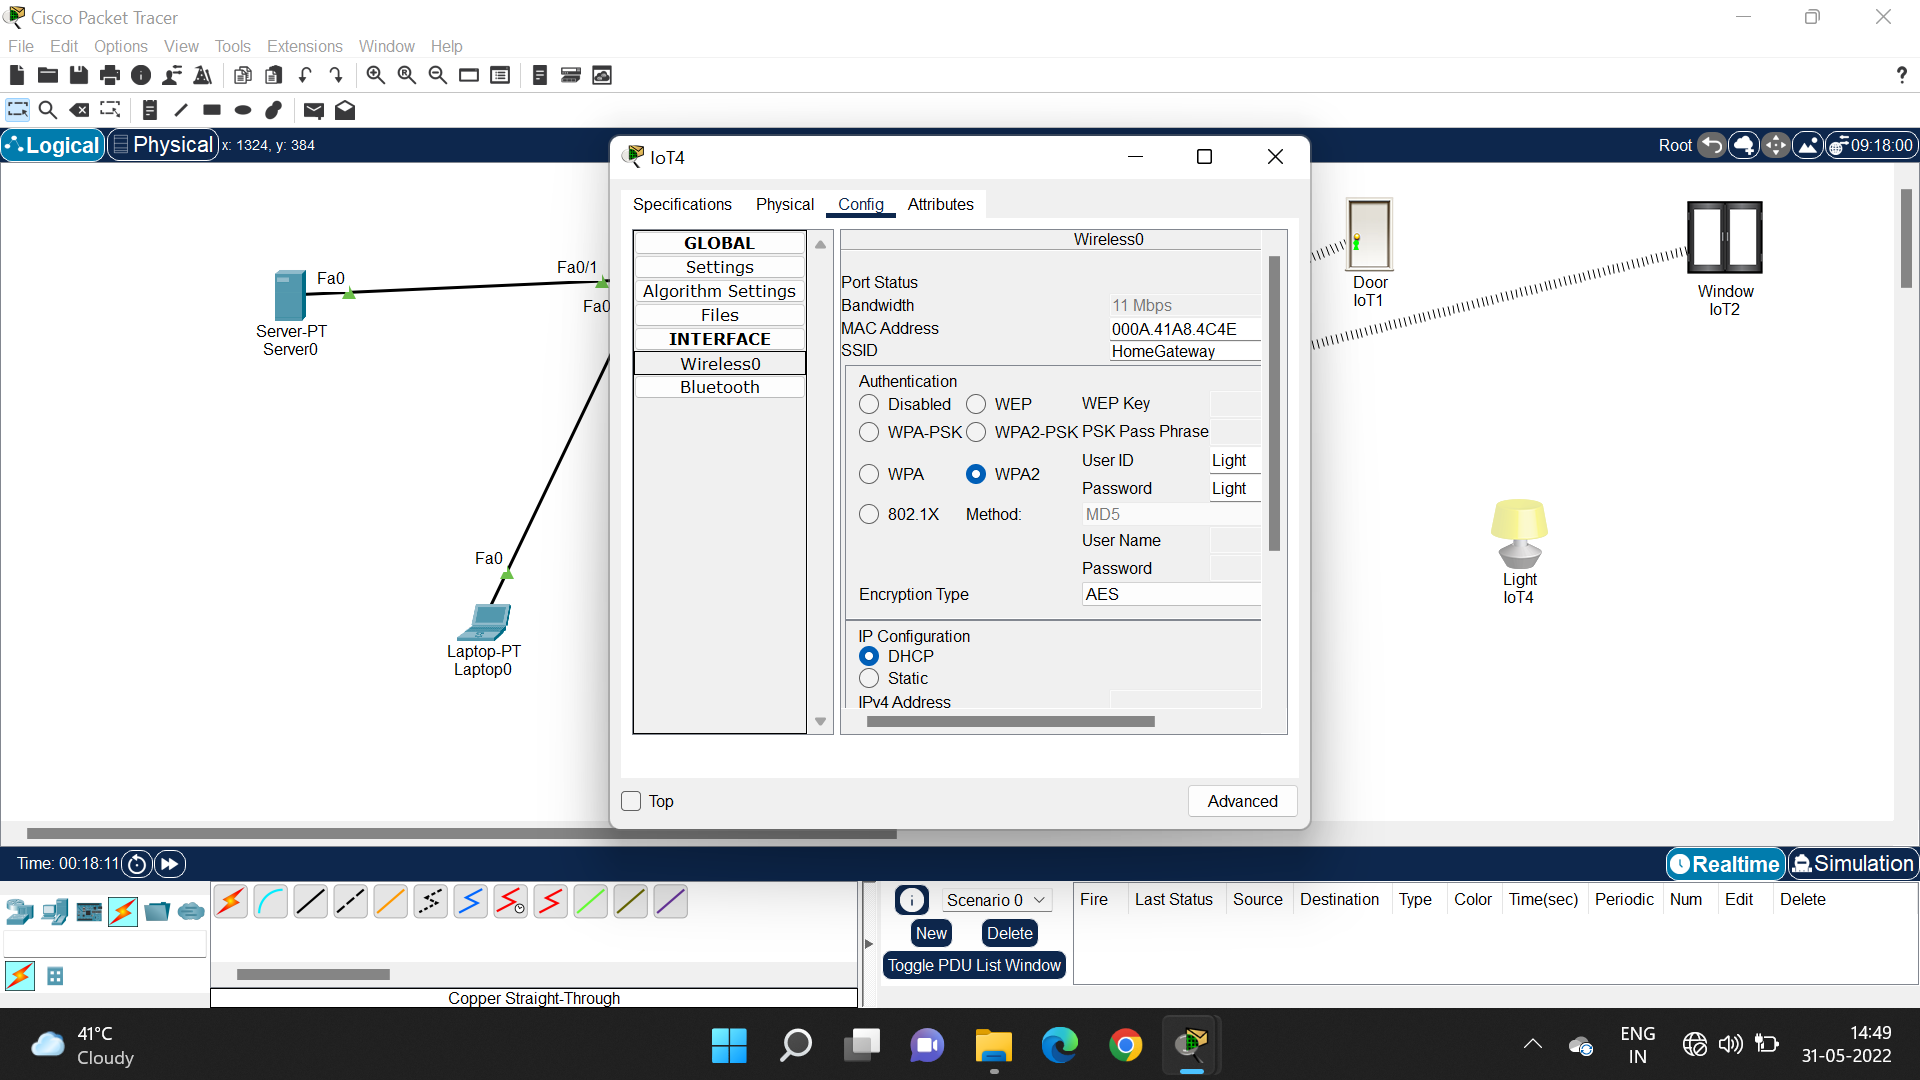 Cisco Packet Tracer
File Edit Options View Tools Extensions Window Help
?
Logical Physical x: 1324, y: 384
Root 09:18:00
Fa0
Server-PT
Server0
Fa0/1
Fa0
Fa0
Laptop-PT
Laptop0
Door
IoT1
Window
IoT2
Light
IoT4
IoT4
Specifications Physical Config Attributes
GLOBAL
Settings
Algorithm Settings
Files
INTERFACE
Wireless0
Bluetooth
Wireless0
Port Status
Bandwidth 11 Mbps
MAC Address 000A.41A8.4C4E
SSID HomeGateway
Authentication
Disabled WEP WEP Key
WPA-PSK WPA2-PSK PSK Pass Phrase
User ID Light
WPA WPA2
Password Light
802.1X Method: MD5
User Name
Password
Encryption Type AES
IP Configuration
DHCP
Static
IPv4 Address
Top Advanced
Time: 00:18:11
Realtime Simulation
Copper Straight-Through
Scenario 0
New Delete
Toggle PDU List Window
Fire Last Status Source Destination Type Color Time(sec) Periodic Num Edit Delete
41°C
Cloudy
ENG
IN
14:49
31-05-2022